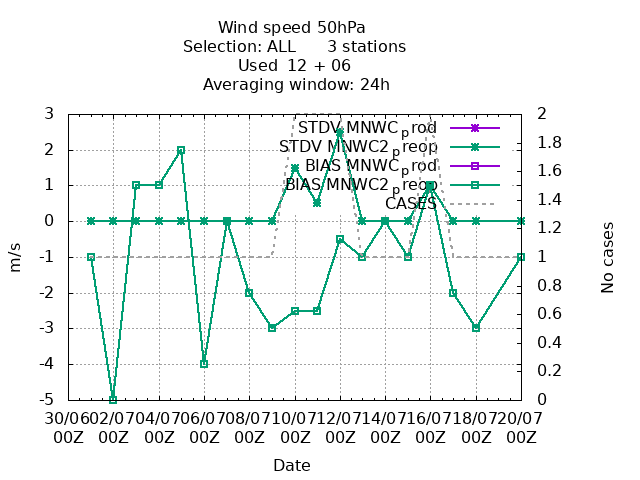 Wind speed 50hPa
Selection: ALL 3 stations
Used 12 + 06
Averaging window: 24h
3 2 1 0 -1 -2 -3 -4 -5
m/s
STDV MNWC_prod
STDV MNWC2_preop
BIAS MNWC_prod
BIAS MNWC2_preop
CASES
2 1.8 1.6 1.4 1.2 1 0.8 0.6 0.4 0.2 0
No cases
30/06 02/07 04/07 06/07 08/07 10/07 12/07 14/07 16/07 18/07 20/07
00Z 00Z 00Z 00Z 00Z 00Z 00Z 00Z 00Z 00Z 00Z
Date